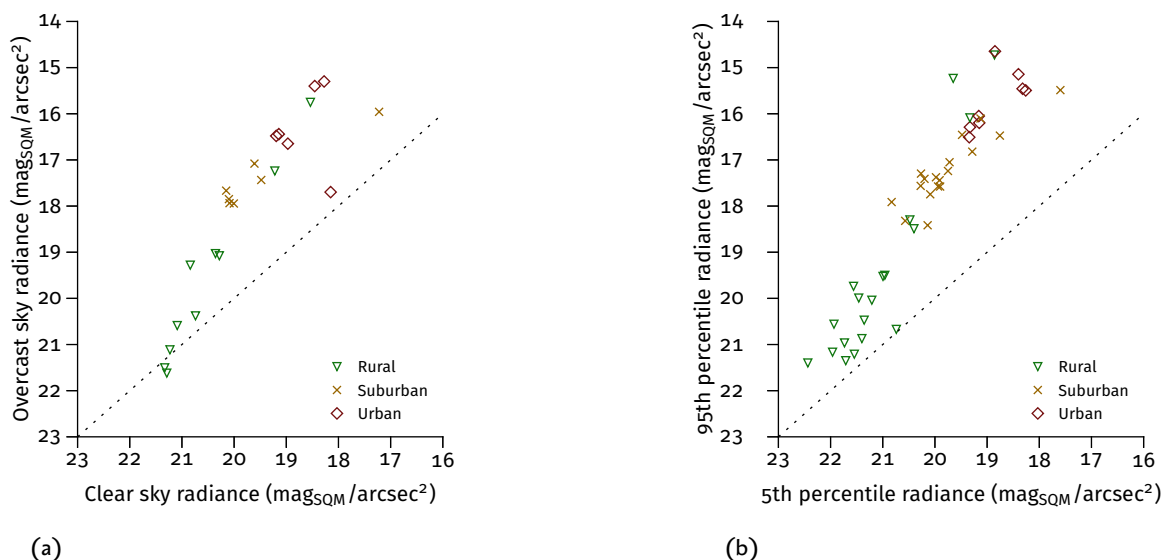 14
15
16
17
18
19
20
21
22
23
Overcast sky radiance (mag_SQM/arcsec²)
23 22 21 20 19 18 17 16
Clear sky radiance (mag_SQM/arcsec²)
Rural
Suburban
Urban
(a)
14
15
16
17
18
19
20
21
22
23
95th percentile radiance (mag_SQM/arcsec²)
23 22 21 20 19 18 17 16
5th percentile radiance (mag_SQM/arcsec²)
Rural
Suburban
Urban
(b)